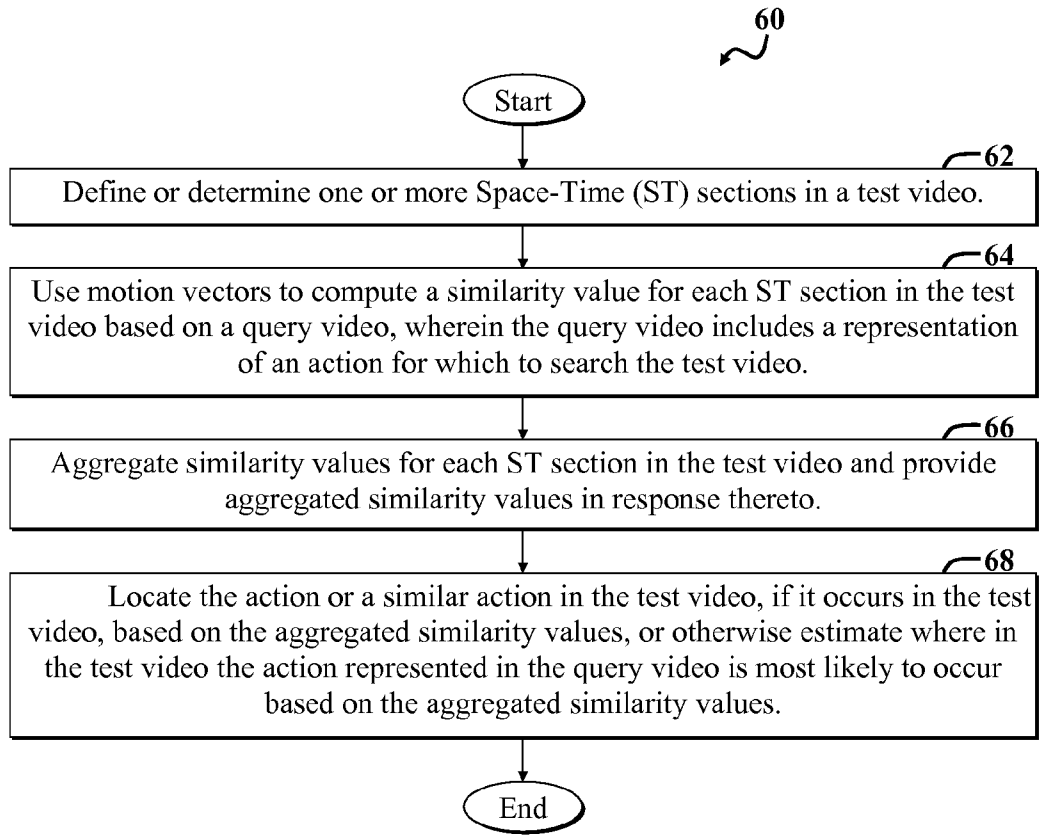 60
Start
62
Define or determine one or more Space-Time (ST) sections in a test video.
64
Use motion vectors to compute a similarity value for each ST section in the test
video based on a query video, wherein the query video includes a representation
of an action for which to search the test video.
66
Aggregate similarity values for each ST section in the test video and provide
aggregated similarity values in response thereto.
68
Locate the action or a similar action in the test video, if it occurs in the test
video, based on the aggregated similarity values, or otherwise estimate where in
the test video the action represented in the query video is most likely to occur
based on the aggregated similarity values.
End